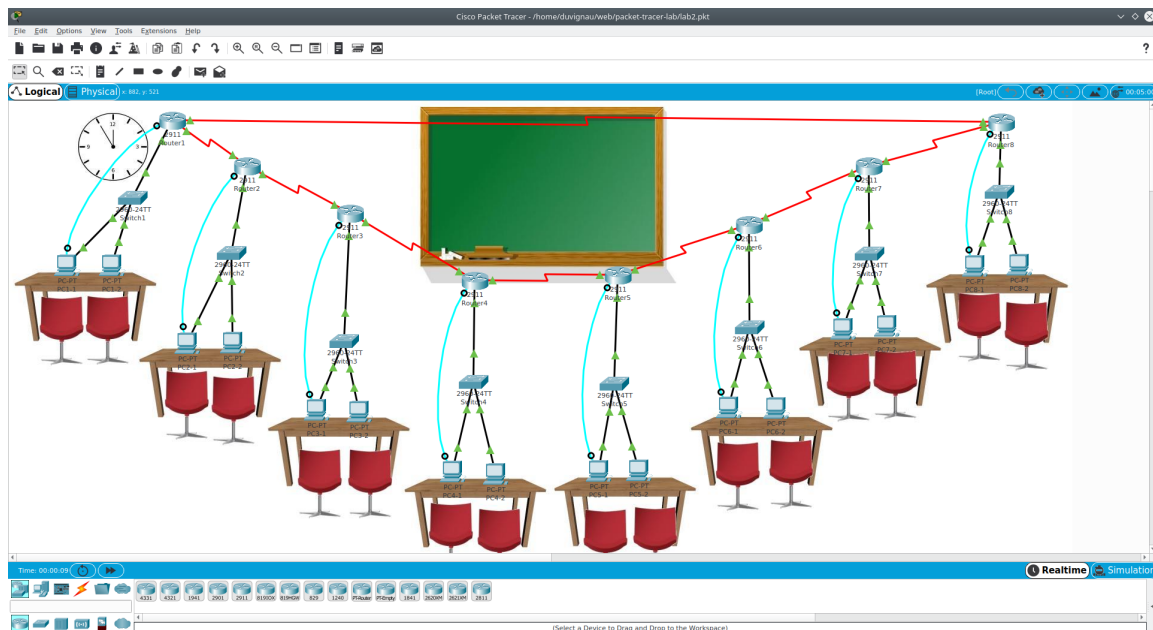 Cisco Packet Tracer - /home/duvignau/web/packet-tracer-lab/lab2.pkt
File Edit Options View Tools Extensions Help
?
Logical Physical x: 882, y: 521
[Root] 00:05:00
12
3
6
9
2911
Router1
2911
Router2
2911
Router3
2911
Router4
2911
Router5
2911
Router6
2911
Router7
2911
Router8
2960-24TT
Switch1
2960-24TT
Switch2
2960-24TT
Switch3
2960-24TT
Switch4
2960-24TT
Switch5
2960-24TT
Switch6
2960-24TT
Switch7
2960-24TT
Switch8
PC-PT
PC1-1
PC-PT
PC1-2
PC-PT
PC2-1
PC-PT
PC2-2
PC-PT
PC3-1
PC-PT
PC3-2
PC-PT
PC4-1
PC-PT
PC4-2
PC-PT
PC5-1
PC-PT
PC5-2
PC-PT
PC6-1
PC-PT
PC6-2
PC-PT
PC7-1
PC-PT
PC7-2
PC-PT
PC8-1
PC-PT
PC8-2
Time: 00:00:09
Realtime Simulation
4331 4321 1941 2901 2911 819IOX 819HGW 829 1240 PT-Router PT-Empty 1841 2620XM 2621XM 2811
(Select a Device to Drag and Drop to the Workspace)